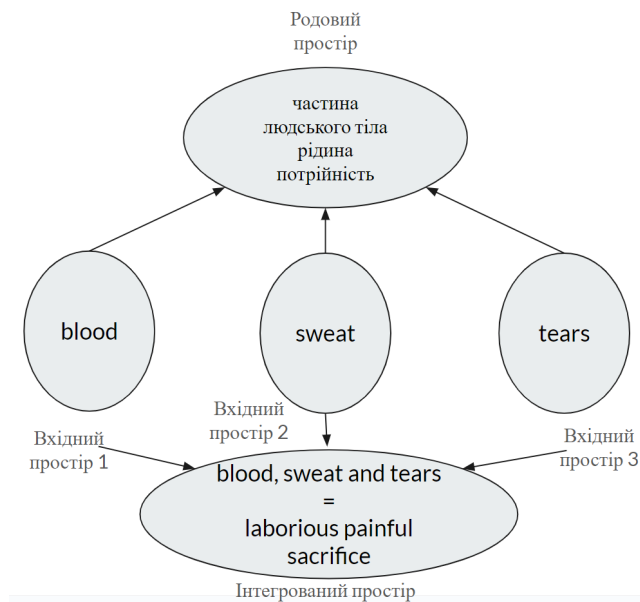 Родовий
простір
частина
людського тіла
рідина
потрійність
blood
sweat
tears
Вхідний
простір 1
Вхідний
простір 2
Вхідний
простір 3
blood, sweat and tears
=
laborious painful
sacrifice
Інтегрований простір